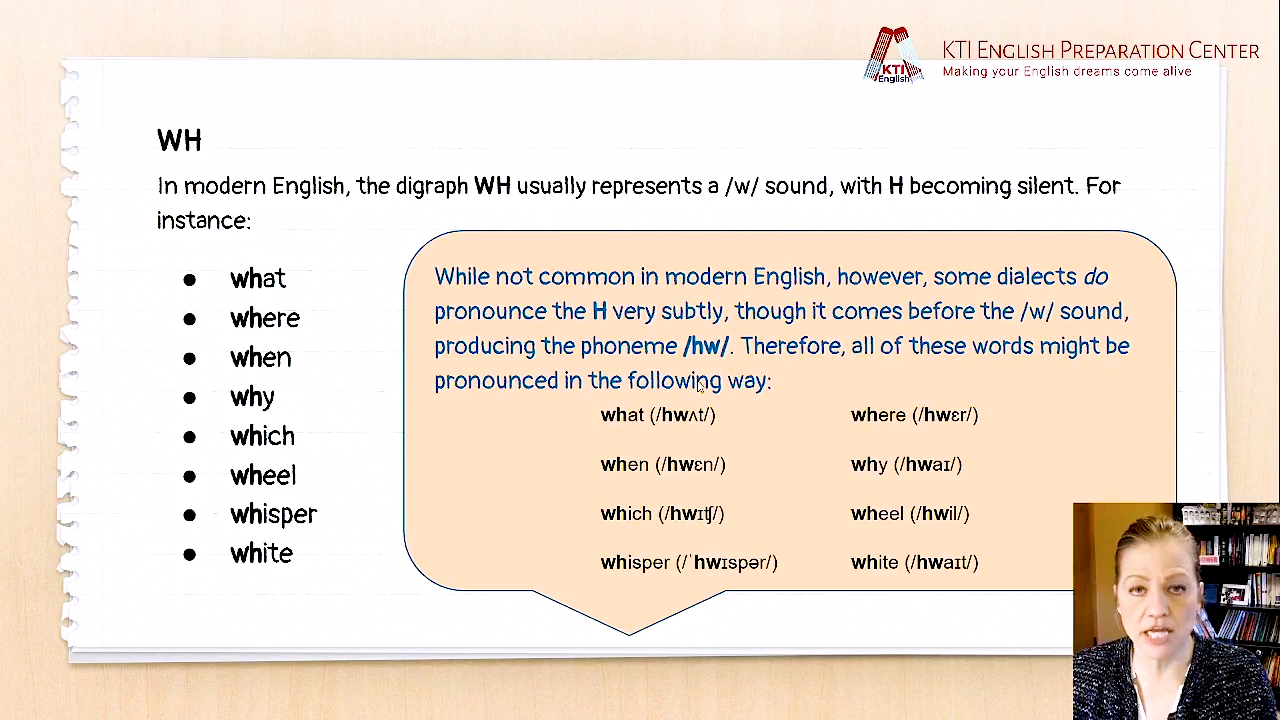 KTI ENGLISH PREPARATION CENTER
Making your English dreams come alive
KTI
English
WH
In modern English, the digraph WH usually represents a /w/ sound, with H becoming silent. For
instance:
● what
● where
● when
● why
● which
● wheel
● whisper
● white
While not common in modern English, however, some dialects do
pronounce the H very subtly, though it comes before the /w/ sound,
producing the phoneme /hw/. Therefore, all of these words might be
pronounced in the following way:
what (/hwʌt/) where (/hwɛr/)
when (/hwɛn/) why (/hwaɪ/)
which (/hwɪʧ/) wheel (/hwil/)
whisper (/ˈhwɪspər/) white (/hwaɪt/)